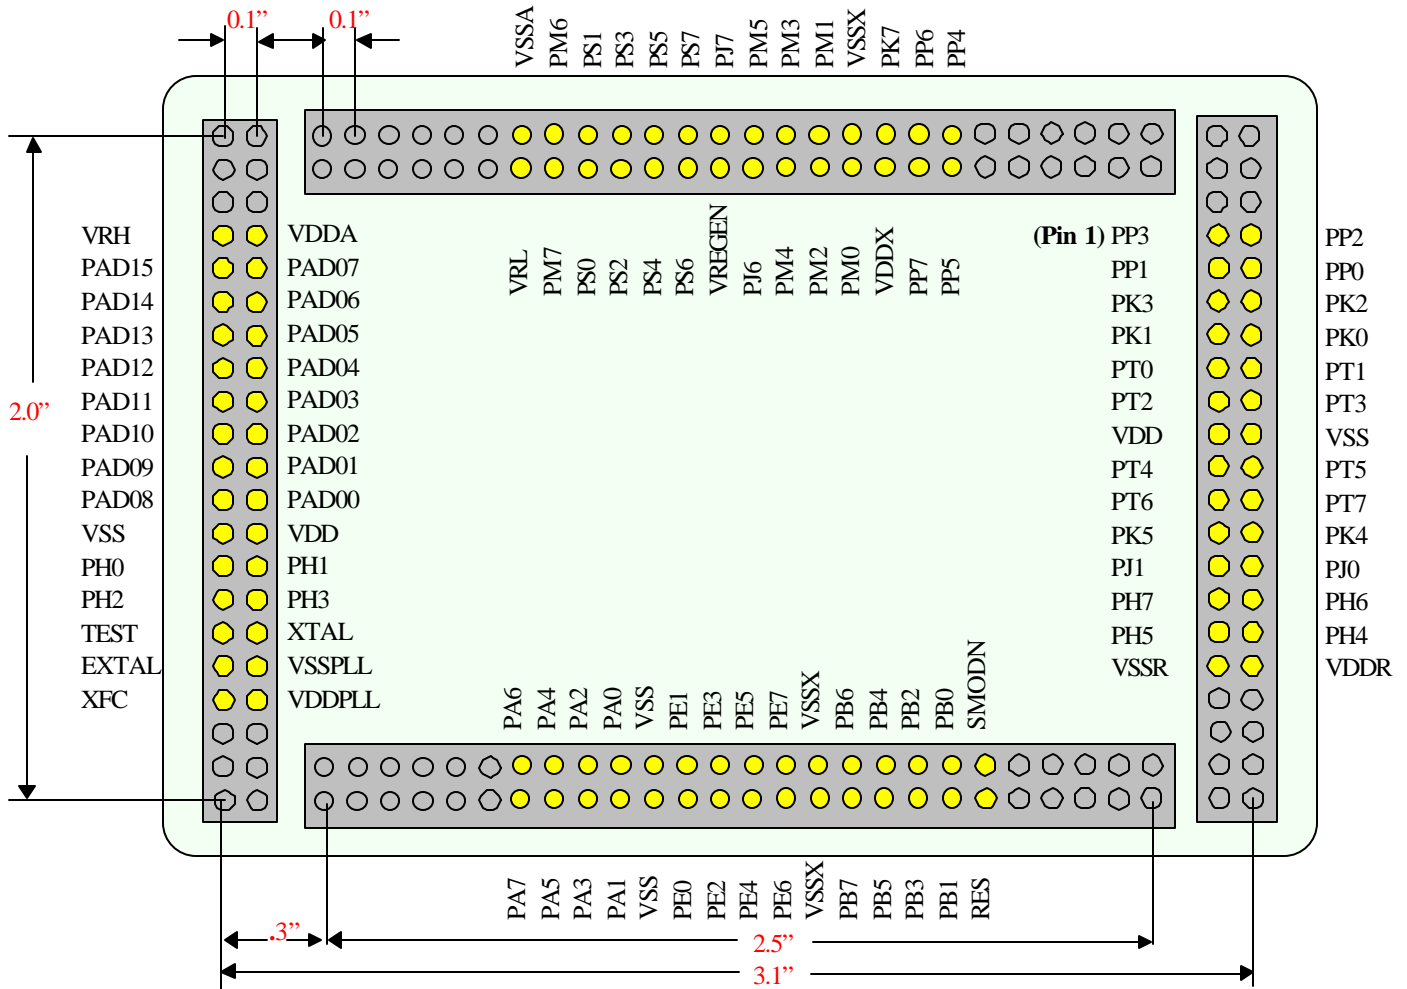 0.1” 0.1”
VSSA PM6 PS1 PS3 PS5 PS7 PJ7 PM5 PM3 PM1 VSSX PK7 PP6 PP4
VRL PM7 PS0 PS2 PS4 PS6 VREGEN PJ6 PM4 PM2 PM0 VDDX PP7 PP5
2.0”
VRH VDDA
PAD15 PAD07
PAD14 PAD06
PAD13 PAD05
PAD12 PAD04
PAD11 PAD03
PAD10 PAD02
PAD09 PAD01
PAD08 PAD00
VSS VDD
PH0 PH1
PH2 PH3
TEST XTAL
EXTAL VSSPLL
XFC VDDPLL
(Pin 1) PP3 PP2
PP1 PP0
PK3 PK2
PK1 PK0
PT0 PT1
PT2 PT3
VDD VSS
PT4 PT5
PT6 PT7
PK5 PK4
PJ1 PJ0
PH7 PH6
PH5 PH4
VSSR VDDR
PA6 PA4 PA2 PA0 VSS PE1 PE3 PE5 PE7 VSSX PB6 PB4 PB2 PB0 SMODN
PA7 PA5 PA3 PA1 VSS PE0 PE2 PE4 PE6 VSSX PB7 PB5 PB3 PB1 RES
.3” 2.5”
3.1”